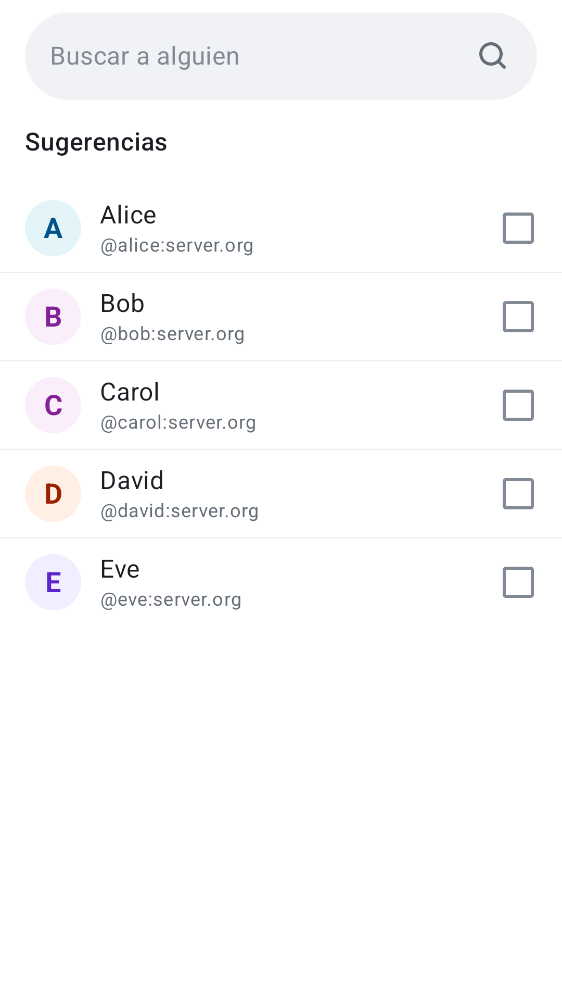 Buscar a alguien
Sugerencias
A
Alice
@alice:server.org
B
Bob
@bob:server.org
C
Carol
@carol:server.org
D
David
@david:server.org
E
Eve
@eve:server.org